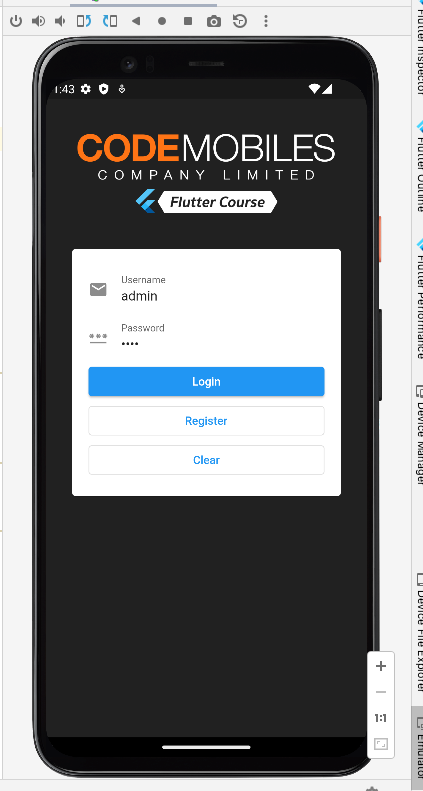 1:43
CODEMOBILES
COMPANY LIMITED
Flutter Course
Username
admin
Password
••••
Login
Register
Clear
1:1
Flutter Inspector
Flutter Outline
Flutter Performance
Device Manager
Device File Explorer
Emulator